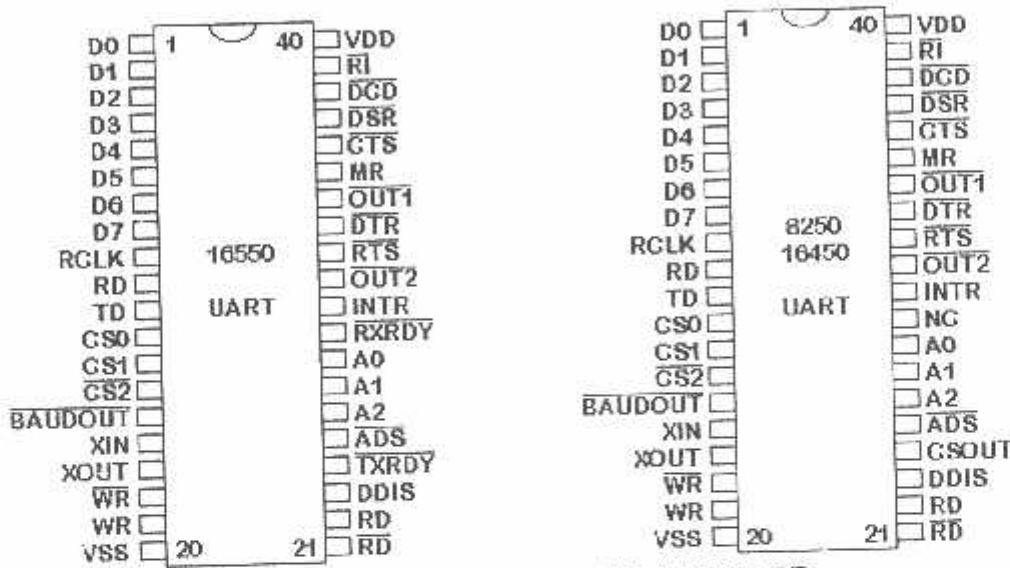 D0
D1
D2
D3
D4
D5
D6
D7
RCLK
RD
TD
CS0
CS1
CS2
BAUDOUT
XIN
XOUT
WR
WR
VSS
1
40
20
21
16550
UART
VDD
RI
DCD
DSR
CTS
MR
OUT1
DTR
RTS
OUT2
INTR
RXRDY
A0
A1
A2
ADS
TXRDY
DDIS
RD
RD
D0
D1
D2
D3
D4
D5
D6
D7
RCLK
RD
TD
CS0
CS1
CS2
BAUDOUT
XIN
XOUT
WR
WR
VSS
1
40
20
21
8250
16450
UART
VDD
RI
DCD
DSR
CTS
MR
OUT1
DTR
RTS
OUT2
INTR
NC
A0
A1
A2
ADS
CSOUT
DDIS
RD
RD